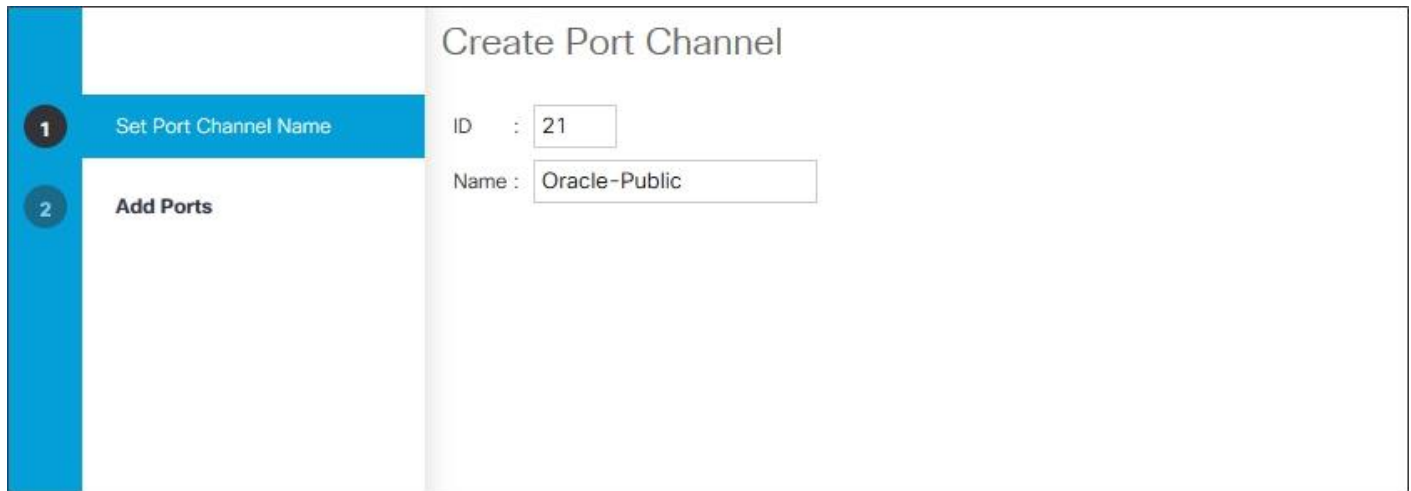 Create Port Channel
1 Set Port Channel Name
2 Add Ports
ID : 21
Name : Oracle-Public